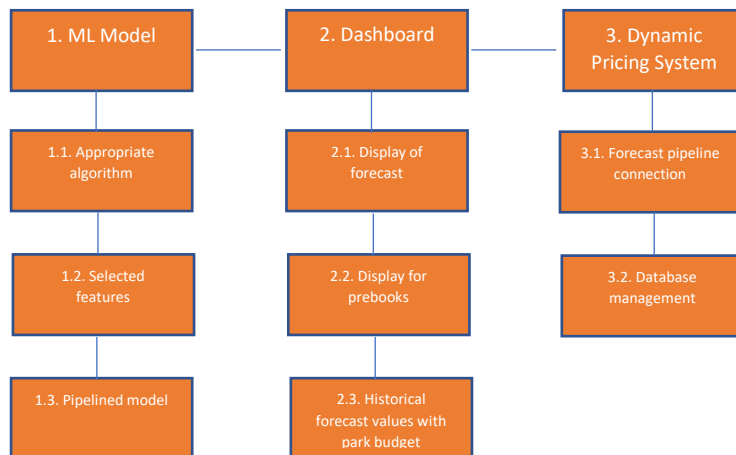 1. ML Model
2. Dashboard
3. Dynamic
Pricing System
1.1. Appropriate
algorithm
2.1. Display of
forecast
3.1. Forecast pipeline
connection
1.2. Selected
features
2.2. Display for
prebooks
3.2. Database
management
1.3. Pipelined model
2.3. Historical
forecast values with
park budget